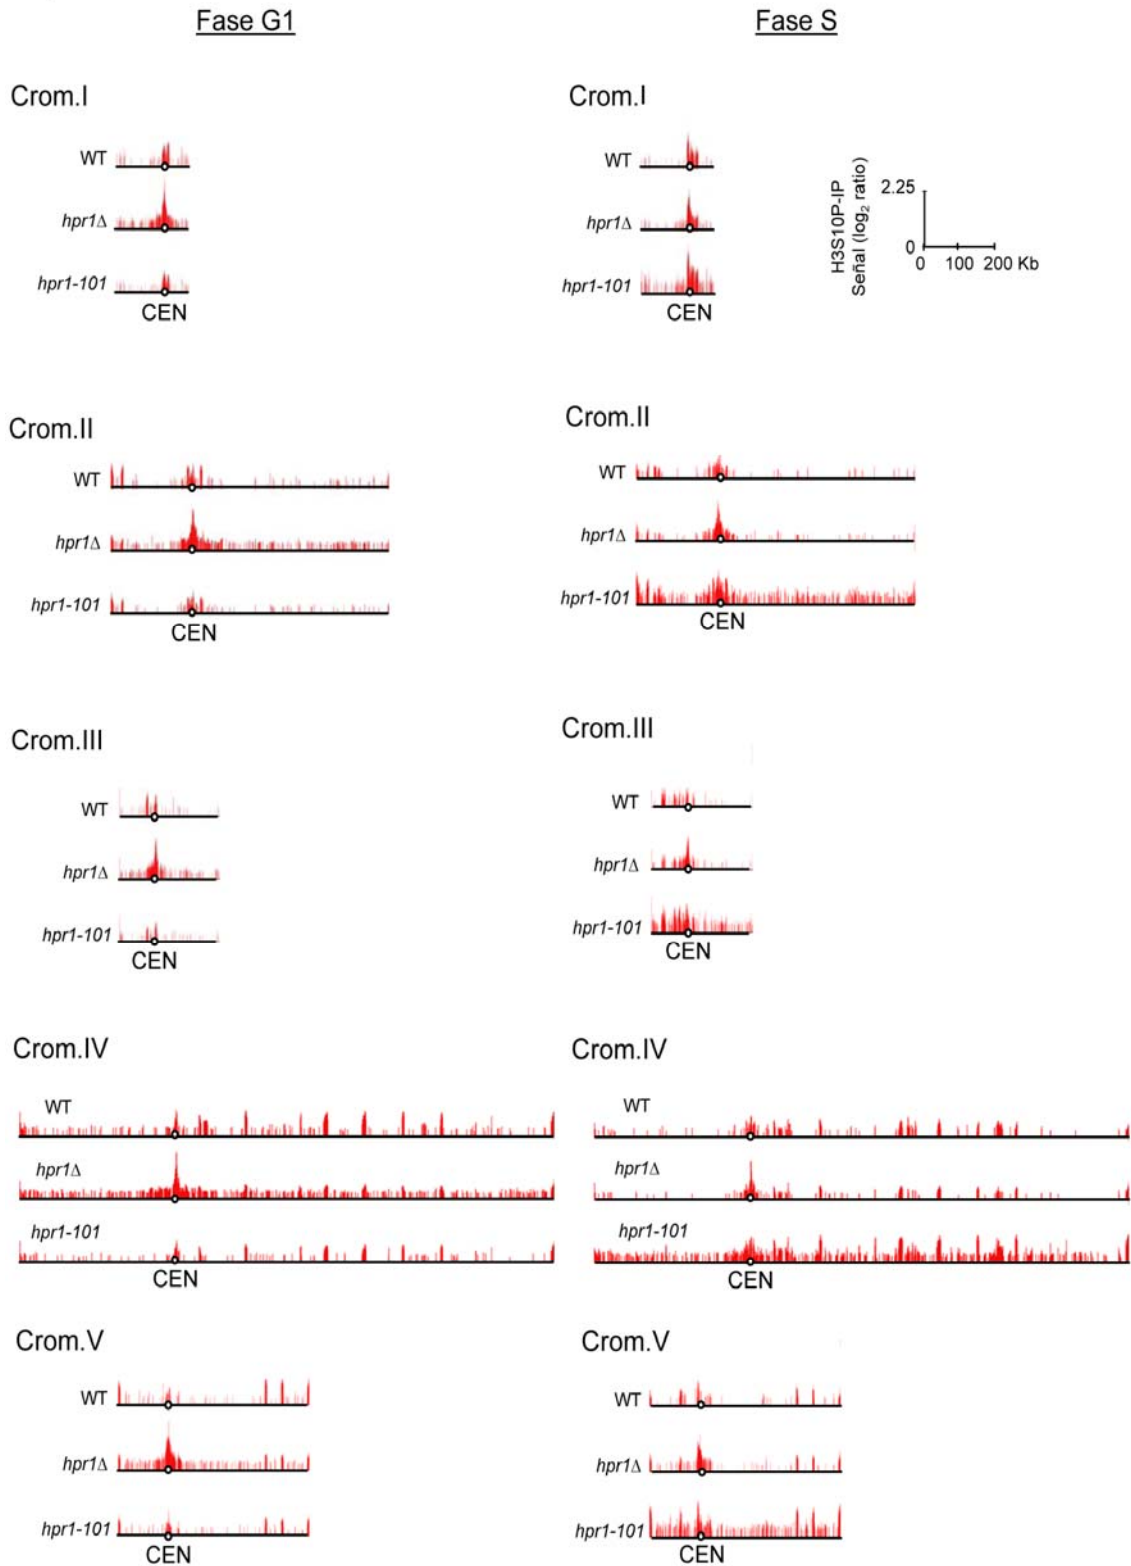 Fase G1
Fase S
Crom.I
WT
hpr1Δ
hpr1-101
CEN
Crom.I
WT
hpr1Δ
hpr1-101
CEN
H3S10P-IP
Señal (log2 ratio)
2.25
0
0 100 200 Kb
Crom.II
WT
hpr1Δ
hpr1-101
CEN
Crom.II
WT
hpr1Δ
hpr1-101
CEN
Crom.III
WT
hpr1Δ
hpr1-101
CEN
Crom.III
WT
hpr1Δ
hpr1-101
CEN
Crom.IV
WT
hpr1Δ
hpr1-101
CEN
Crom.IV
WT
hpr1Δ
hpr1-101
CEN
Crom.V
WT
hpr1Δ
hpr1-101
CEN
Crom.V
WT
hpr1Δ
hpr1-101
CEN